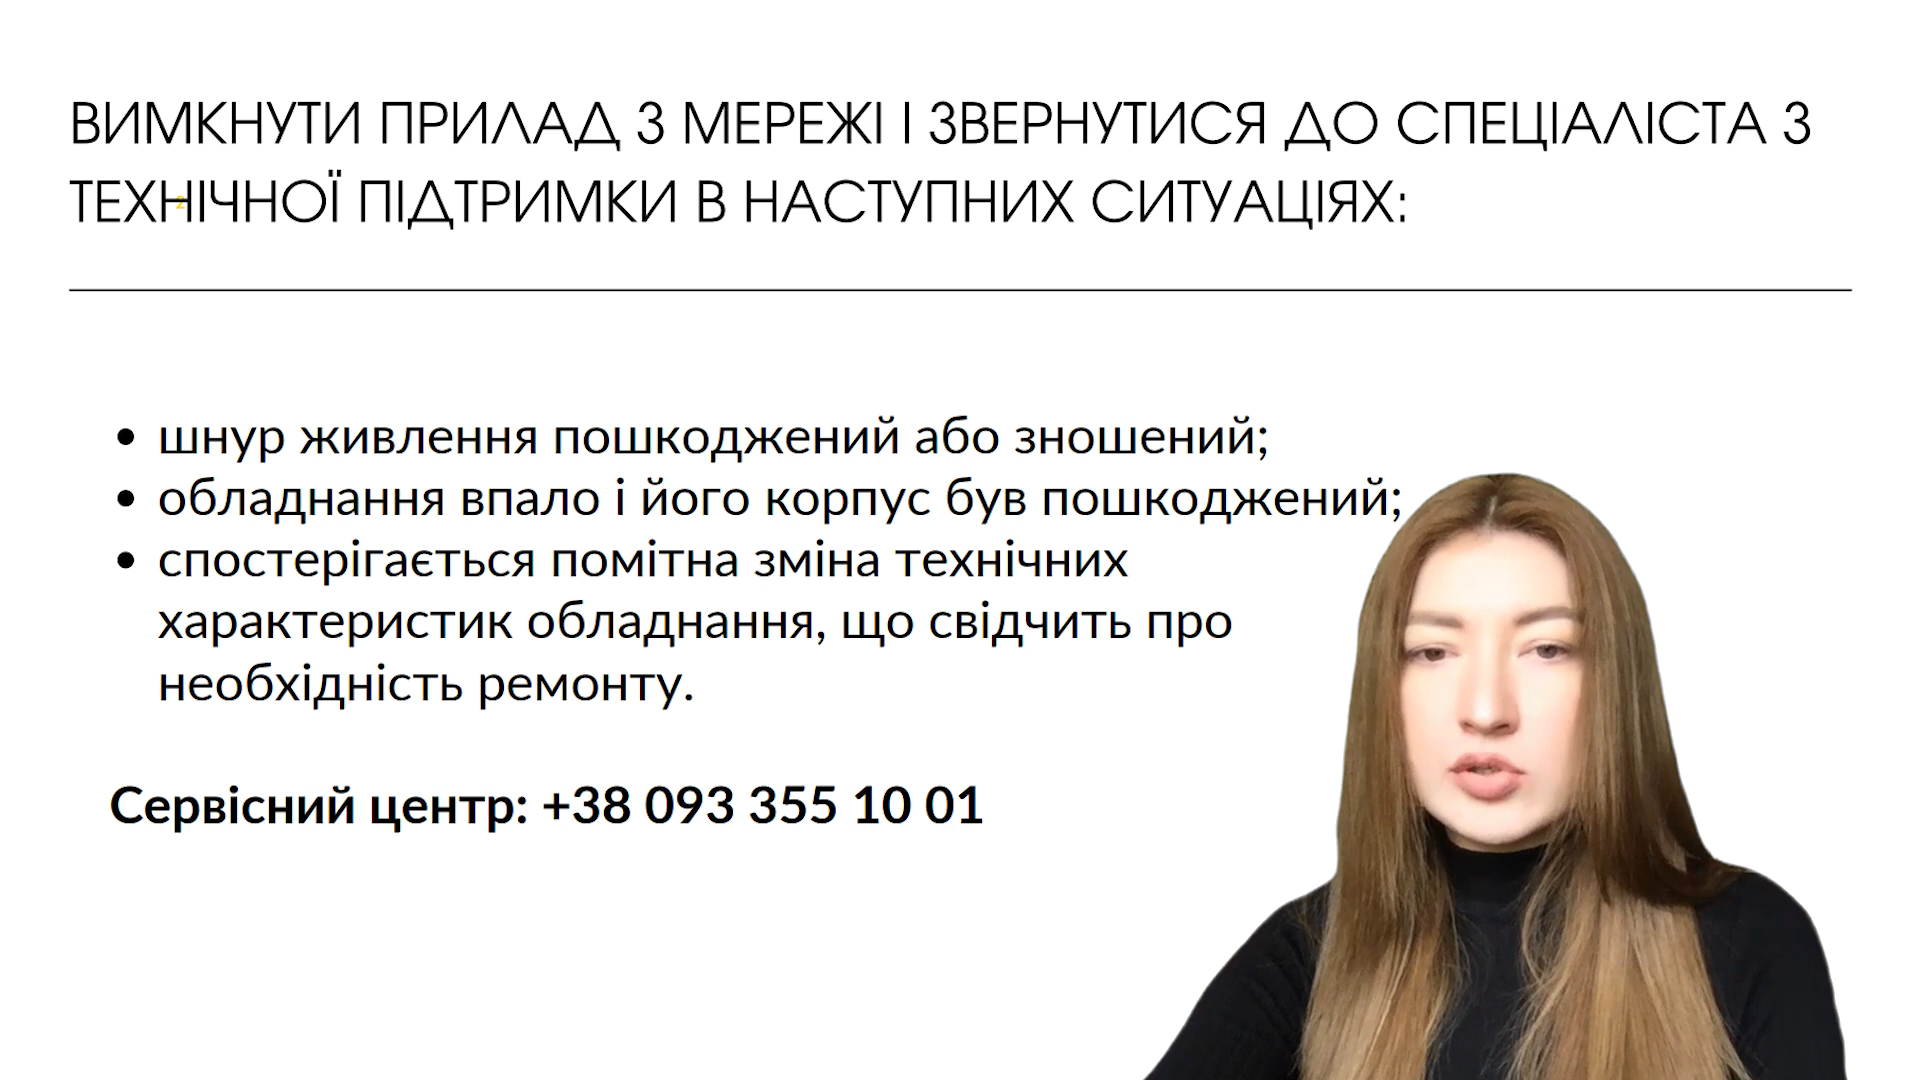 ВИМКНУТИ ПРИЛАД З МЕРЕЖІ І ЗВЕРНУТИСЯ ДО СПЕЦІАЛІСТА З
ТЕХНІЧНОЇ ПІДТРИМКИ В НАСТУПНИХ СИТУАЦІЯХ:
• шнур живлення пошкоджений або зношений;
• обладнання впало і його корпус був пошкоджений;
• спостерігається помітна зміна технічних
характеристик обладнання, що свідчить про
необхідність ремонту.
Сервісний центр: +38 093 355 10 01